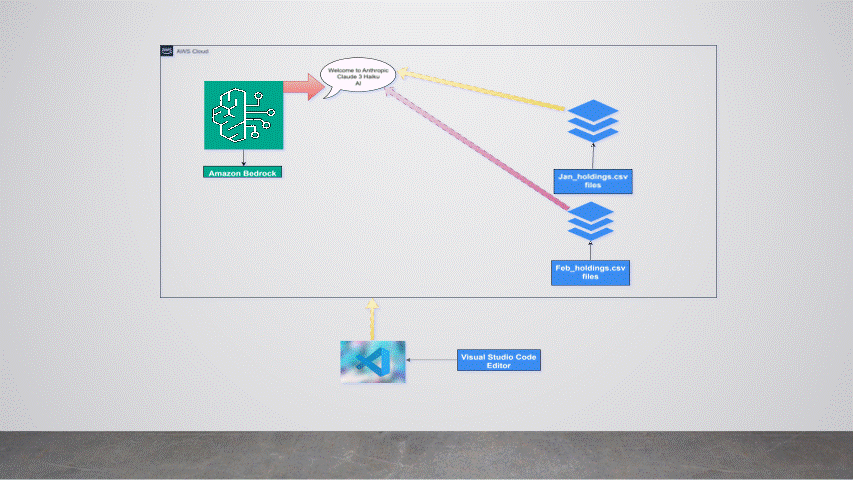 aws
AWS Cloud
Welcome to Anthropic
Claude 3 Haiku
AI
Amazon Bedrock
Jan_holdings.csv
files
Feb_holdings.csv
files
Visual Studio Code
Editor